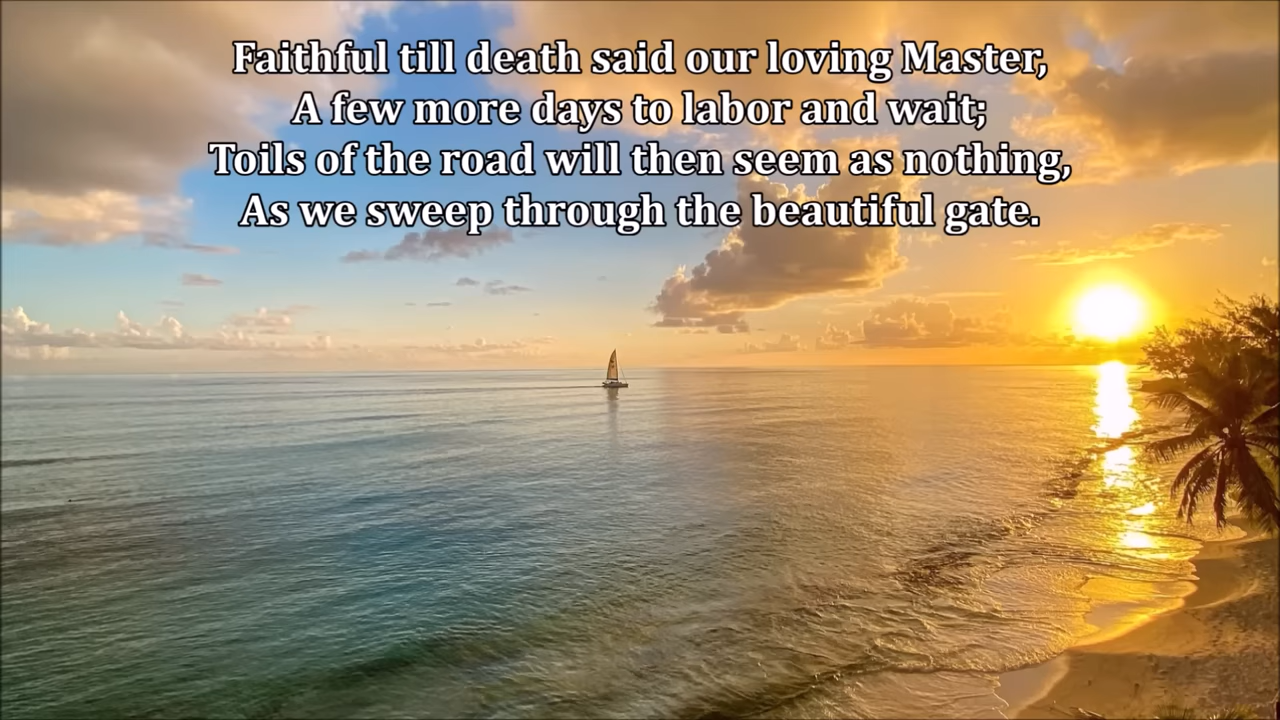 Faithful till death said our loving Master,
A few more days to labor and wait;
Toils of the road will then seem as nothing,
As we sweep through the beautiful gate.